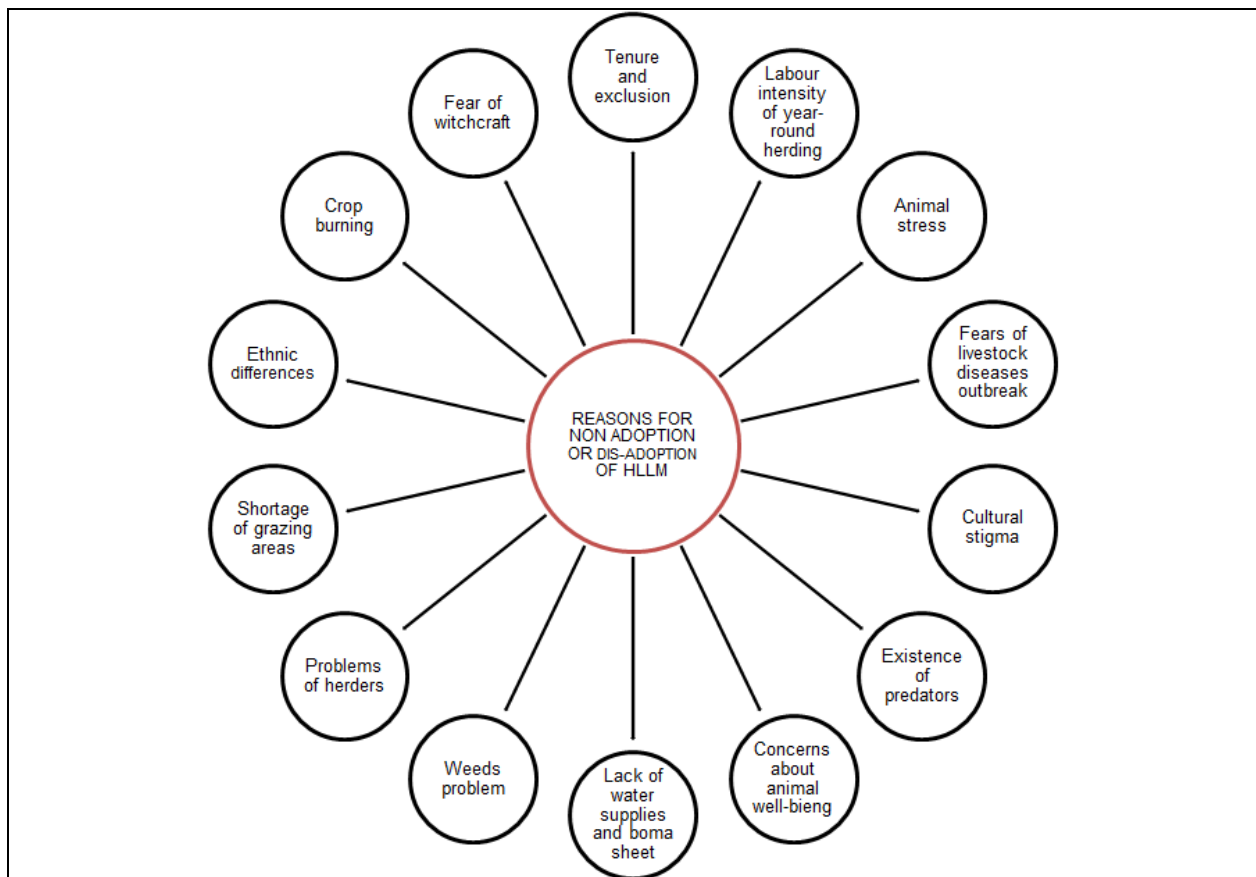 Tenure
and
exclusion
Labour
intensity
of year-
round
herding
Animal
stress
Fears of
livestock
diseases
outbreak
Cultural
stigma
Existence
of
predators
Concerns
about
animal
well-bieng
Lack of
water
supplies
and boma
sheet
Weeds
problem
Problems
of herders
Shortage
of grazing
areas
Ethnic
differences
Crop
burning
Fear of
witchcraft
REASONS FOR
NON ADOPTION
OR DIS-ADOPTION
OF HLLM